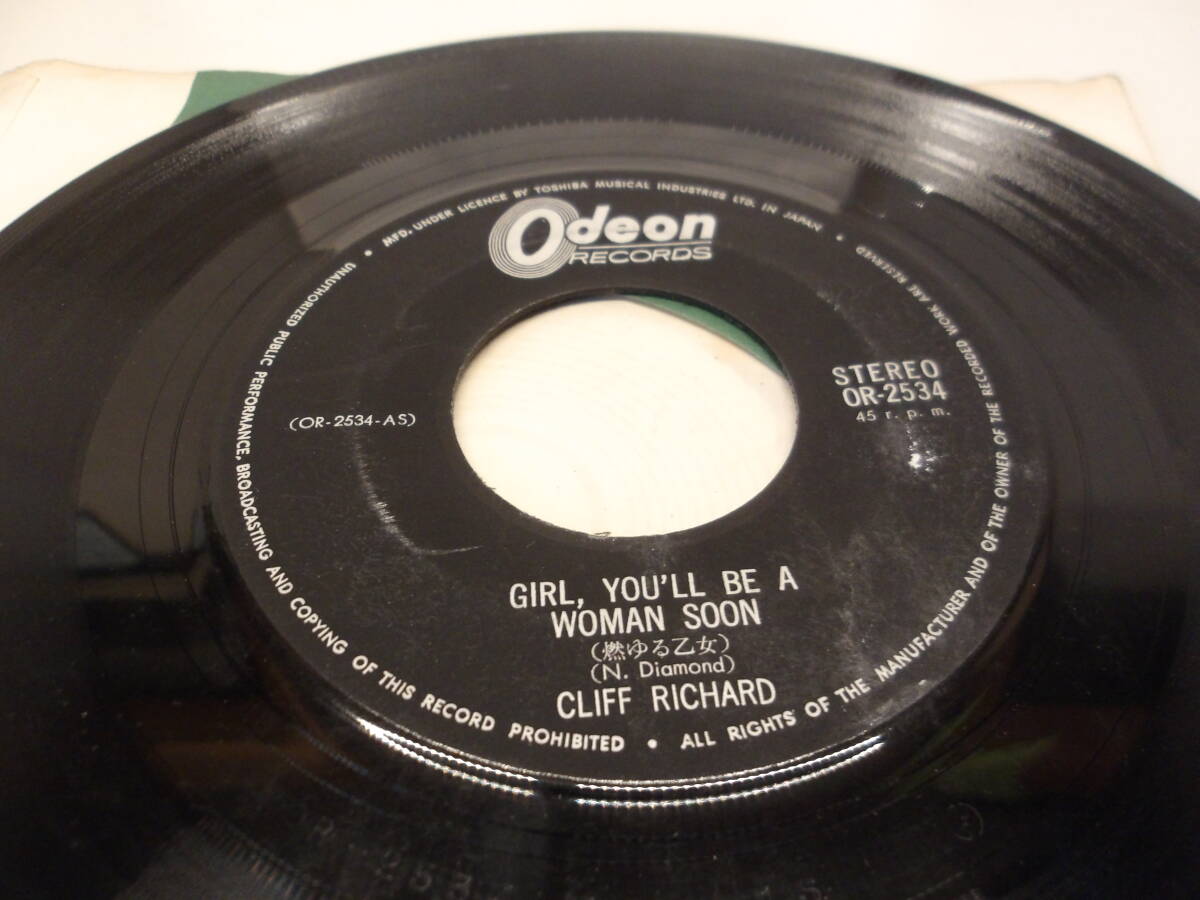 MFD. UNDER LICENCE BY TOSHIBA MUSICAL INDUSTRIES LTD. IN JAPAN •
Odeon
RECORDS
STEREO
OR-2534
45 r. p. m.
(OR-2534-AS)
GIRL, YOU'LL BE A
WOMAN SOON
(燃ゆる乙女)
(N. Diamond)
CLIFF RICHARD
UNAUTHORIZED PUBLIC PERFORMANCE, BROADCASTING AND COPYING OF THIS RECORD PROHIBITED •
ALL RIGHTS OF THE MANUFACTURER AND OF THE OWNER OF THE RECORDED WORK ARE RESERVED